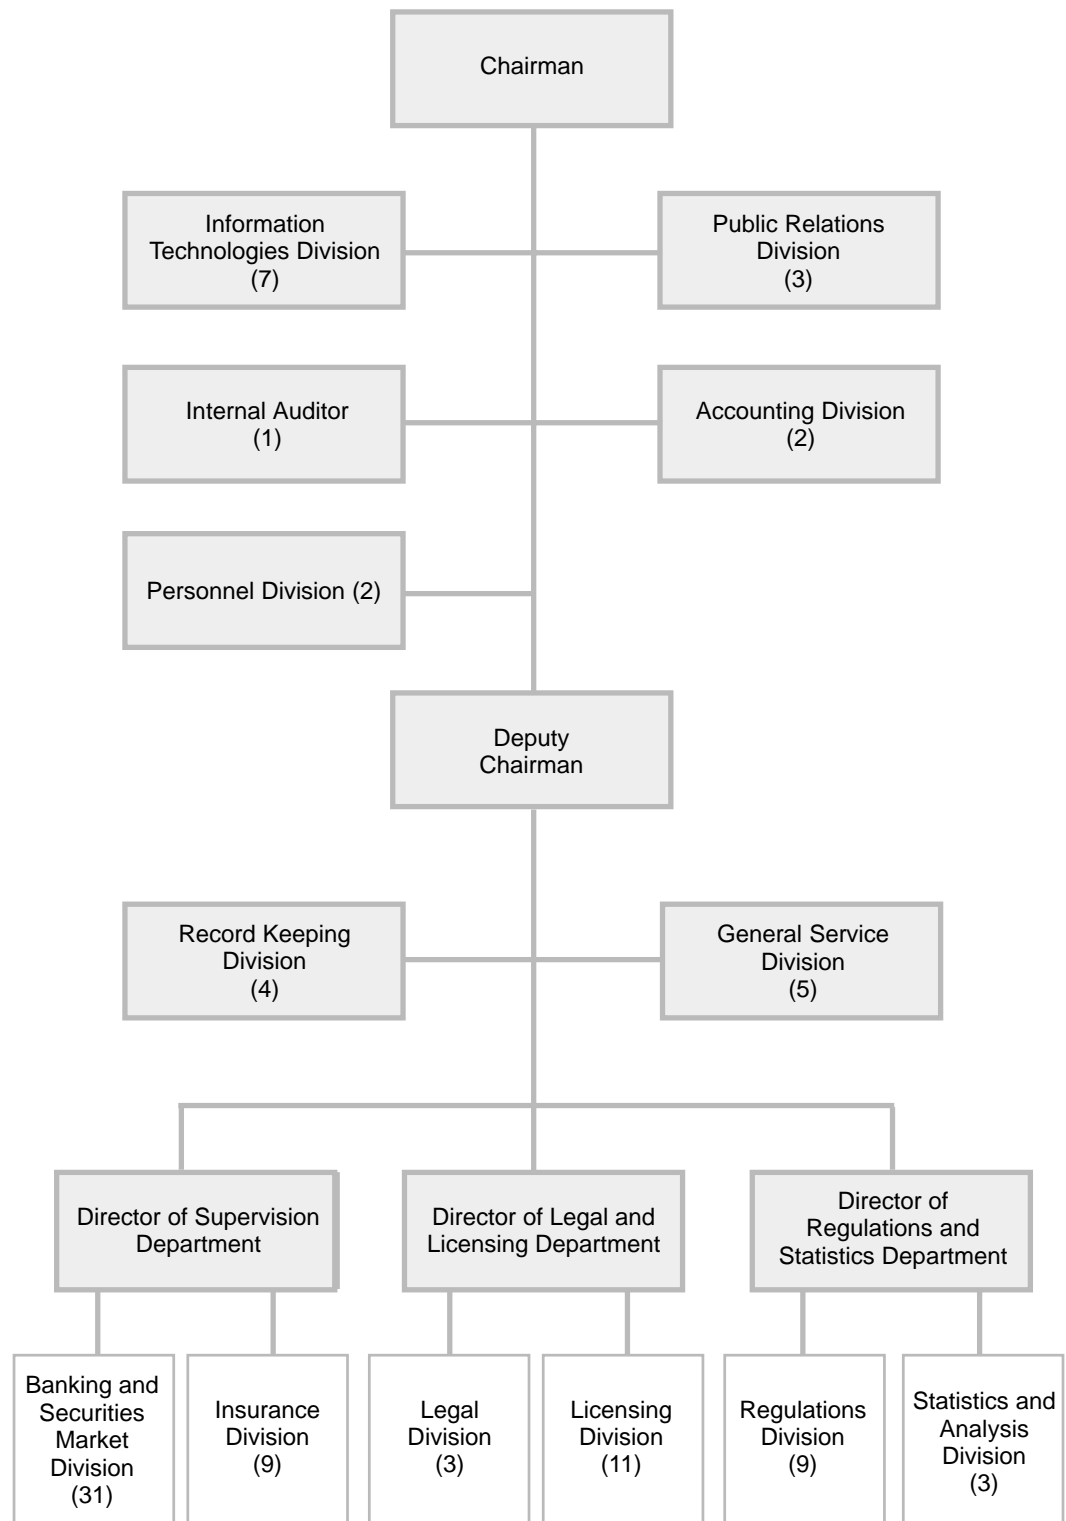 Chairman
Information
Technologies Division
(7)
Public Relations
Division
(3)
Internal Auditor
(1)
Accounting Division
(2)
Personnel Division (2)
Deputy
Chairman
Record Keeping
Division
(4)
General Service
Division
(5)
Director of Supervision
Department
Director of Legal and
Licensing Department
Director of
Regulations and
Statistics Department
Banking and
Securities
Market
Division
(31)
Insurance
Division
(9)
Legal
Division
(3)
Licensing
Division
(11)
Regulations
Division
(9)
Statistics and
Analysis
Division
(3)